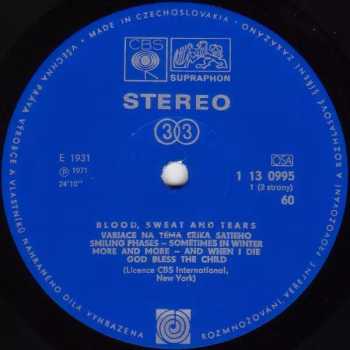 MADE IN CZECHOSLOVAKIA · VŠECHNA PRÁVA VÝROBCE A VLASTNÍKŮ NAHRANÉHO DÍLA VYHRAZENA
ROZMNOŽOVÁNÍ, VEŘEJNÉ PROVOZOVÁNÍ A ROZHLASOVÉ ŠÍŘENÍ ZAKÁZÁNO
CBS
SUPRAPHON
STEREO
33
E 1931
℗ 1971
24'10"
OSA
1 13 0995
1 (3 strany)
60
BLOOD, SWEAT AND TEARS
VARIACE NA TÉMA ERIKA SATIEHO
SMILING PHASES – SOMETIMES IN WINTER
MORE AND MORE – AND WHEN I DIE
GOD BLESS THE CHILD
(Licence CBS International,
New York)